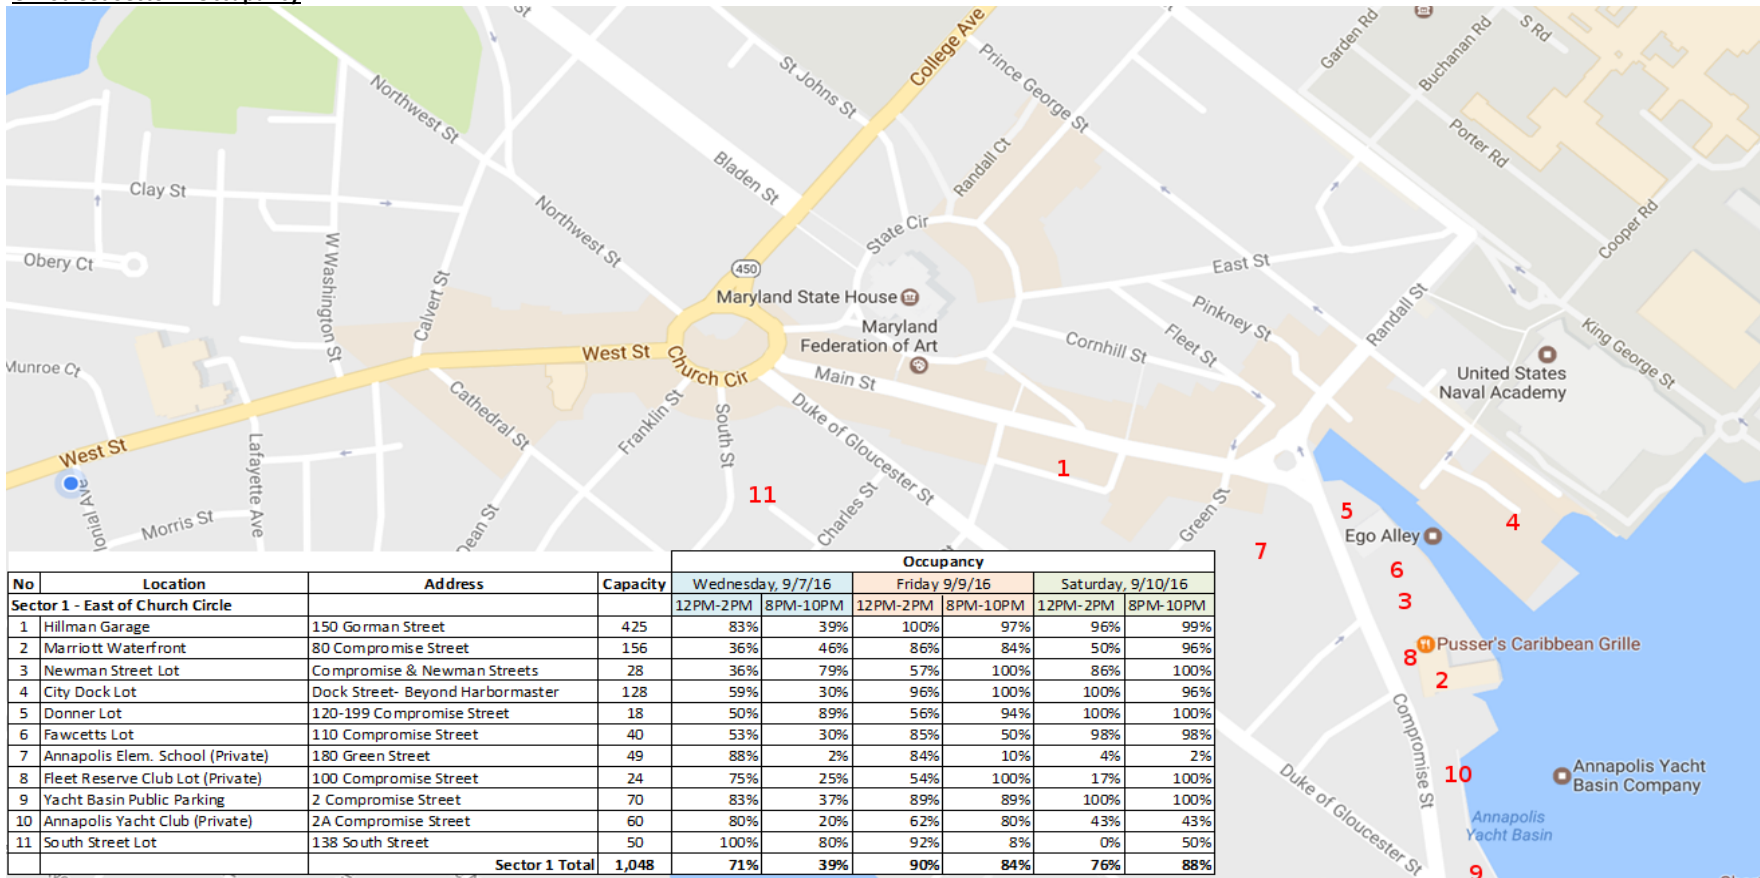 St
College Ave
Prince George St
Garden Rd
Buchanan Rd
S Rd
St Johns St
Northwest St
Porter Rd
Bladen St
Randall Ct
Clay St
Northwest St
State Cir
Cooper Rd
Obery Ct
W Washington St
Calvert St
450
East St
Maryland State House
Pinkney St
Randall St
King George St
Maryland
Federation of Art
Cornhill St
Fleet St
West St
Church Cir
Main St
United States
Naval Academy
Munroe Ct
Cathedral St
Franklin St
South St
Duke of Gloucester St
West St
Lafayette Ave
1
11
Charles St
Green St
5
4
onial Ave
Morris St
Dean St
Ego Alley
7
6
3
Pusser's Caribbean Grille
8
2
Compromise St
10
Annapolis Yacht
Basin Company
Duke of Gloucester St
Annapolis
Yacht Basin
9
Occupancy
No Location Address Capacity Wednesday, 9/7/16 Friday 9/9/16 Saturday, 9/10/16
Sector 1 - East of Church Circle 12PM-2PM 8PM-10PM 12PM-2PM 8PM-10PM 12PM-2PM 8PM-10PM
1 Hillman Garage 150 Gorman Street 425 83% 39% 100% 97% 96% 99%
2 Marriott Waterfront 80 Compromise Street 156 36% 46% 86% 84% 50% 96%
3 Newman Street Lot Compromise & Newman Streets 28 36% 79% 57% 100% 86% 100%
4 City Dock Lot Dock Street- Beyond Harbormaster 128 59% 30% 96% 100% 100% 96%
5 Donner Lot 120-199 Compromise Street 18 50% 89% 56% 94% 100% 100%
6 Fawcetts Lot 110 Compromise Street 40 53% 30% 85% 50% 98% 98%
7 Annapolis Elem. School (Private) 180 Green Street 49 88% 2% 84% 10% 4% 2%
8 Fleet Reserve Club Lot (Private) 100 Compromise Street 24 75% 25% 54% 100% 17% 100%
9 Yacht Basin Public Parking 2 Compromise Street 70 83% 37% 89% 89% 100% 100%
10 Annapolis Yacht Club (Private) 2A Compromise Street 60 80% 20% 62% 80% 43% 43%
11 South Street Lot 138 South Street 50 100% 80% 92% 8% 0% 50%
Sector 1 Total 1,048 71% 39% 90% 84% 76% 88%